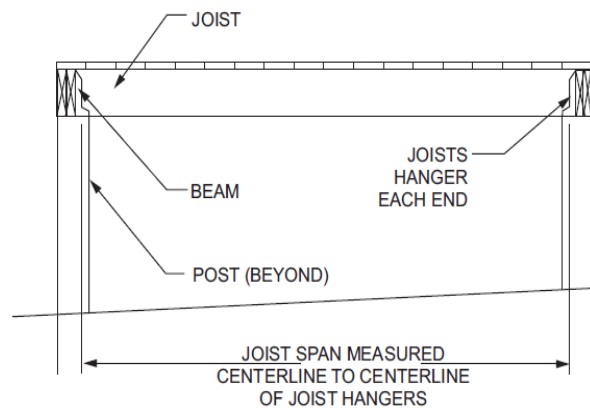 JOIST
JOISTS
HANGER
EACH END
BEAM
POST (BEYOND)
JOIST SPAN MEASURED
CENTERLINE TO CENTERLINE
OF JOIST HANGERS